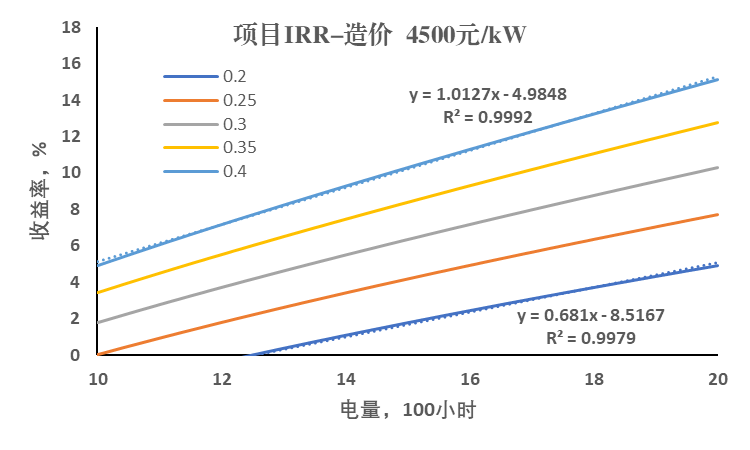 项目IRR–造价 4500元/kW
18
16
14
12
10
8
6
4
2
0
收益率，%
0.2
0.25
0.3
0.35
0.4
y = 1.0127x - 4.9848
R² = 0.9992
y = 0.681x - 8.5167
R² = 0.9979
10 12 14 16 18 20
电量，100小时